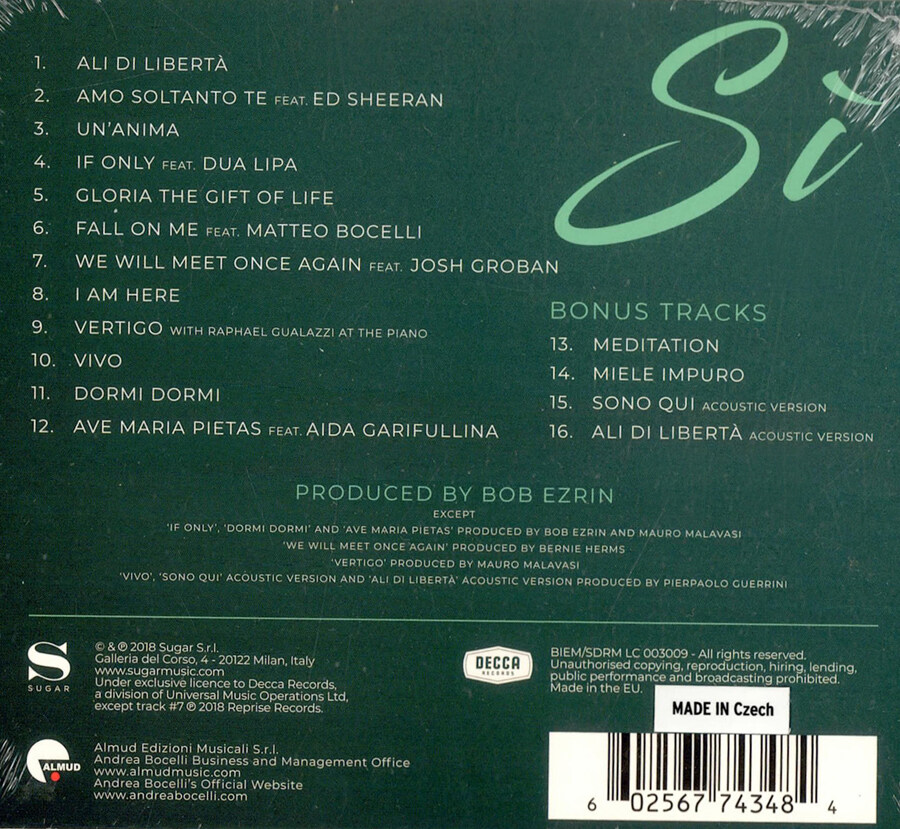 Sì
1. ALI DI LIBERTÀ
2. AMO SOLTANTO TE FEAT. ED SHEERAN
3. UN'ANIMA
4. IF ONLY FEAT. DUA LIPA
5. GLORIA THE GIFT OF LIFE
6. FALL ON ME FEAT. MATTEO BOCELLI
7. WE WILL MEET ONCE AGAIN FEAT. JOSH GROBAN
8. I AM HERE
9. VERTIGO WITH RAPHAEL GUALAZZI AT THE PIANO
10. VIVO
11. DORMI DORMI
12. AVE MARIA PIETAS FEAT. AIDA GARIFULLINA
BONUS TRACKS
13. MEDITATION
14. MIELE IMPURO
15. SONO QUI ACOUSTIC VERSION
16. ALI DI LIBERTÀ ACOUSTIC VERSION
PRODUCED BY BOB EZRIN
EXCEPT
'IF ONLY', 'DORMI DORMI' AND 'AVE MARIA PIETAS' PRODUCED BY BOB EZRIN AND MAURO MALAVASI
'WE WILL MEET ONCE AGAIN' PRODUCED BY BERNIE HERMS
'VERTIGO' PRODUCED BY MAURO MALAVASI
'VIVO', 'SONO QUI' ACOUSTIC VERSION AND 'ALI DI LIBERTÀ' ACOUSTIC VERSION PRODUCED BY PIERPAOLO GUERRINI
S
SUGAR
© & ℗ 2018 Sugar S.r.l.
Galleria del Corso, 4 - 20122 Milan, Italy
www.sugarmusic.com
Under exclusive licence to Decca Records,
a division of Universal Music Operations Ltd,
except track #7 ℗ 2018 Reprise Records.
DECCA
RECORDS
BIEM/SDRM LC 003009 - All rights reserved.
Unauthorised copying, reproduction, hiring, lending,
public performance and broadcasting prohibited.
Made in the EU.
MADE IN Czech
ALMUD
Almud Edizioni Musicali S.r.l.
Andrea Bocelli Business and Management Office
www.almudmusic.com
Andrea Bocelli's Official Website
www.andreabocelli.com
6 02567 74348 4